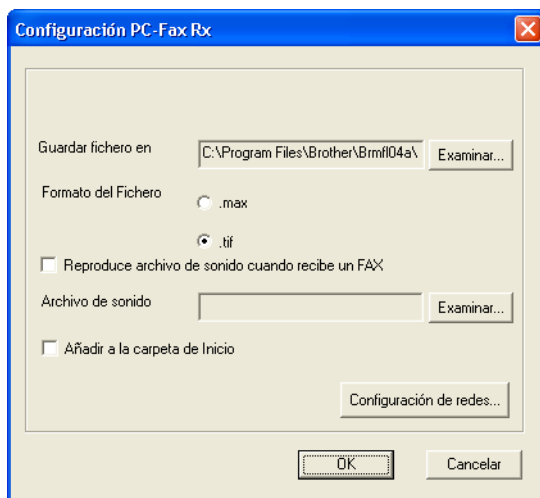 Configuración PC-Fax Rx
Guardar fichero en C:\Program Files\Brother\Brmfl04a\ Examinar...
Formato del Fichero .max
.tif
Reproduce archivo de sonido cuando recibe un FAX
Archivo de sonido Examinar...
Añadir a la carpeta de Inicio
Configuración de redes...
OK Cancelar